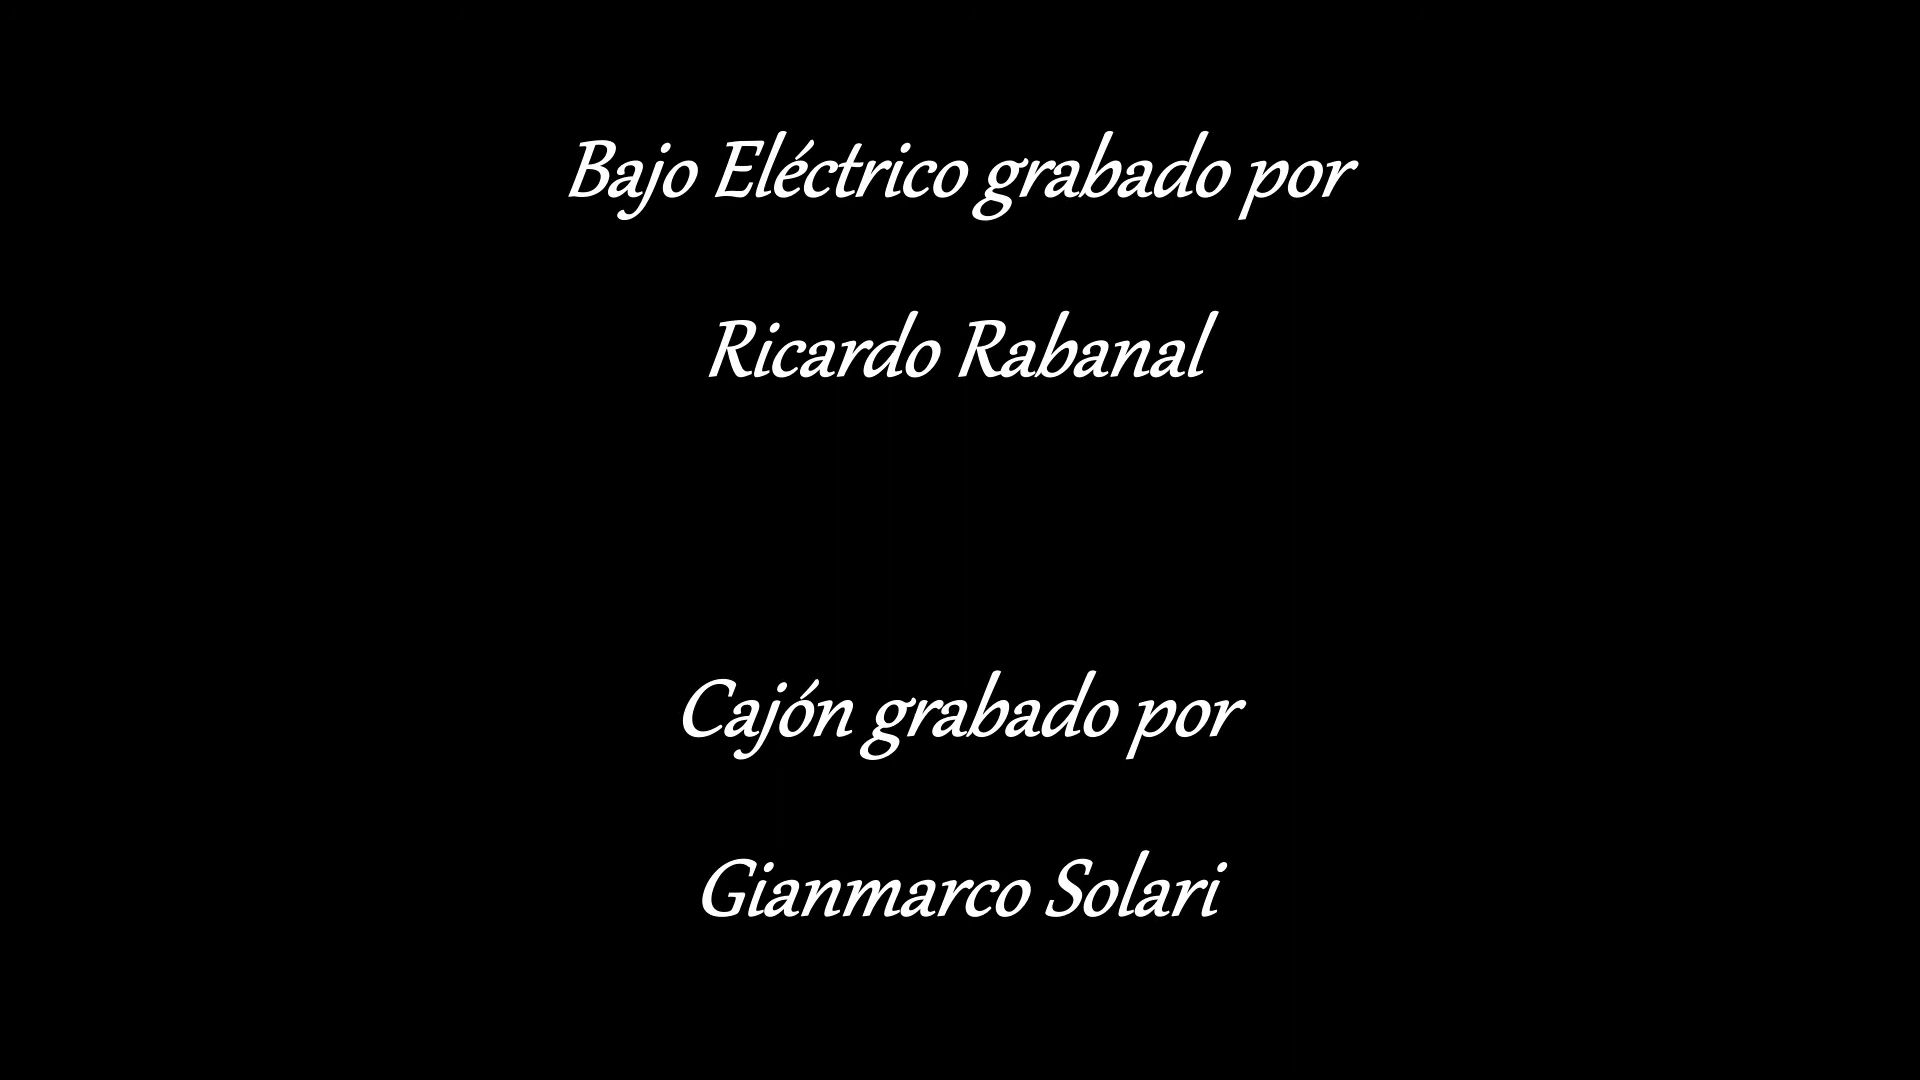 Bajo Eléctrico grabado por
Ricardo Rabanal
Cajón grabado por
Gianmarco Solari